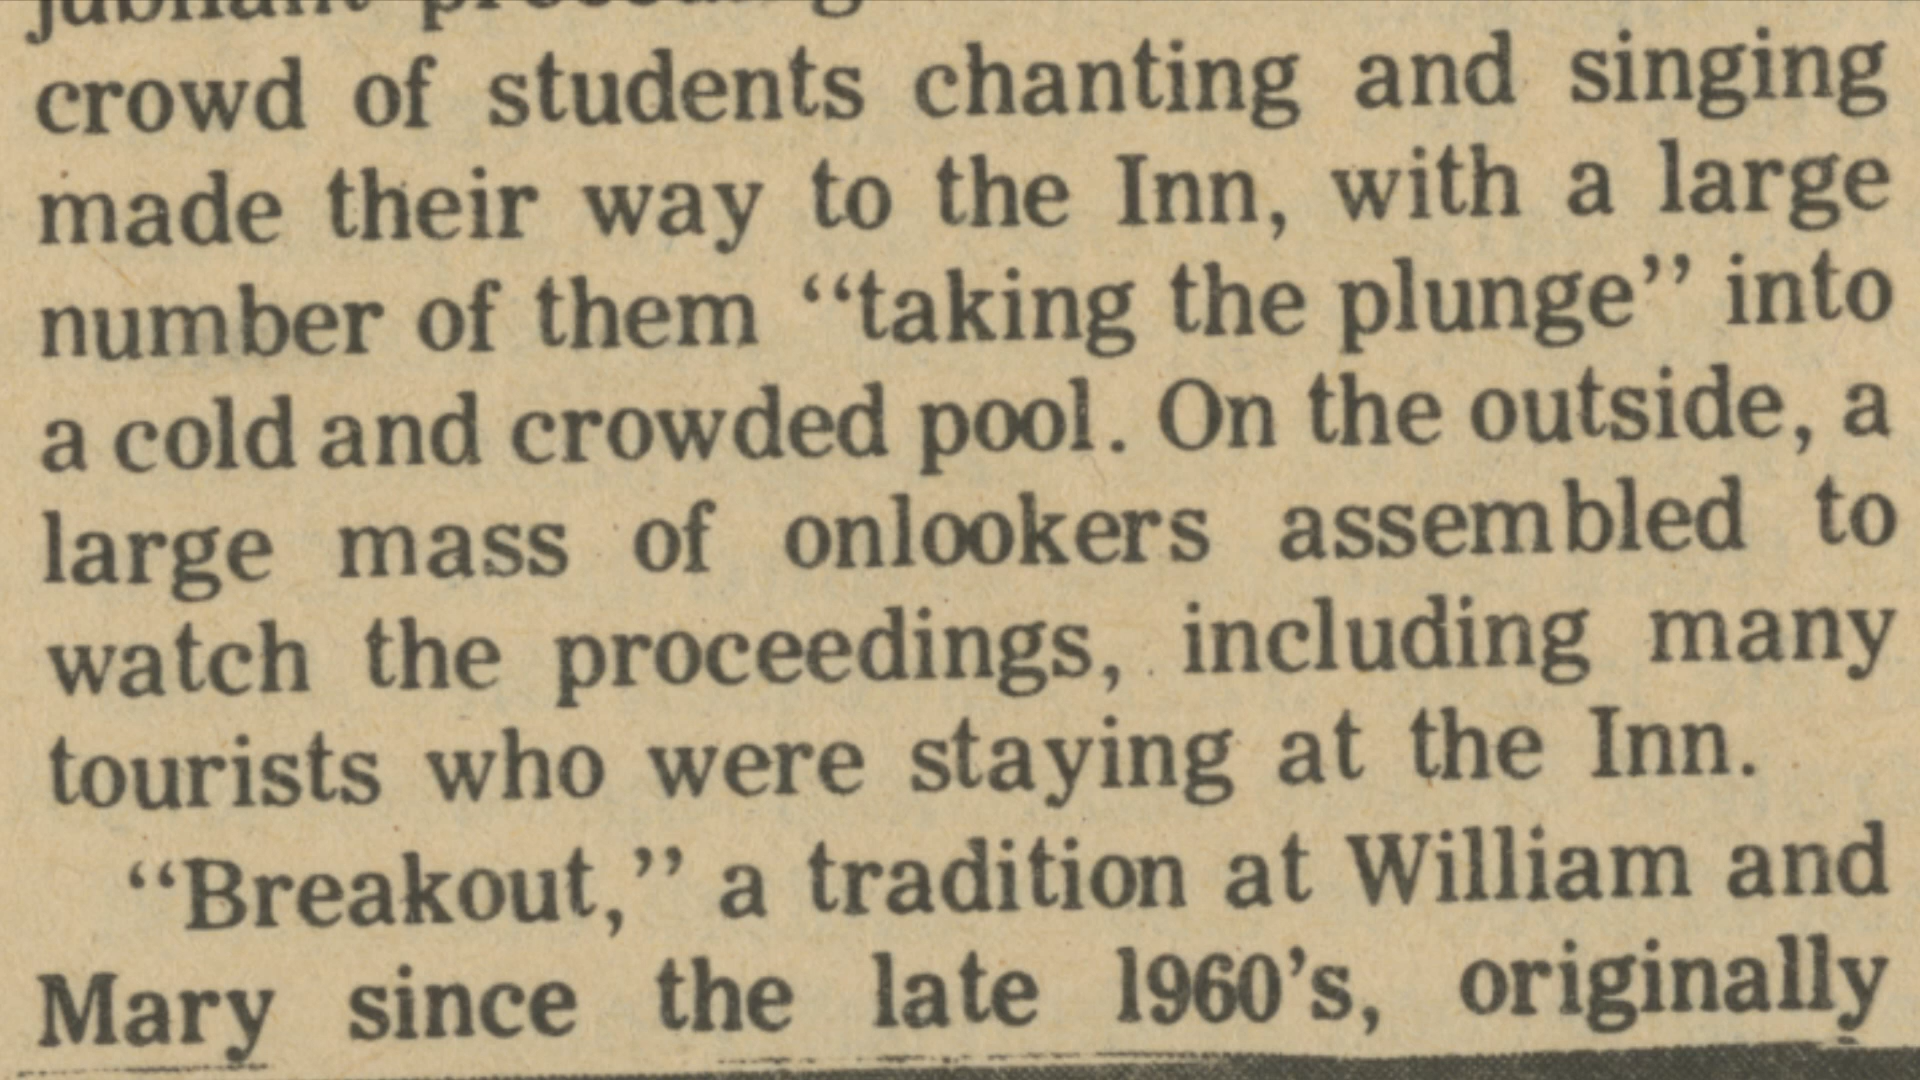 jubilant proceeding
crowd of students chanting and singing
made their way to the Inn, with a large
number of them “taking the plunge” into
a cold and crowded pool. On the outside, a
large mass of onlookers assembled to
watch the proceedings, including many
tourists who were staying at the Inn.
“Breakout,” a tradition at William and
Mary since the late 1960’s, originally